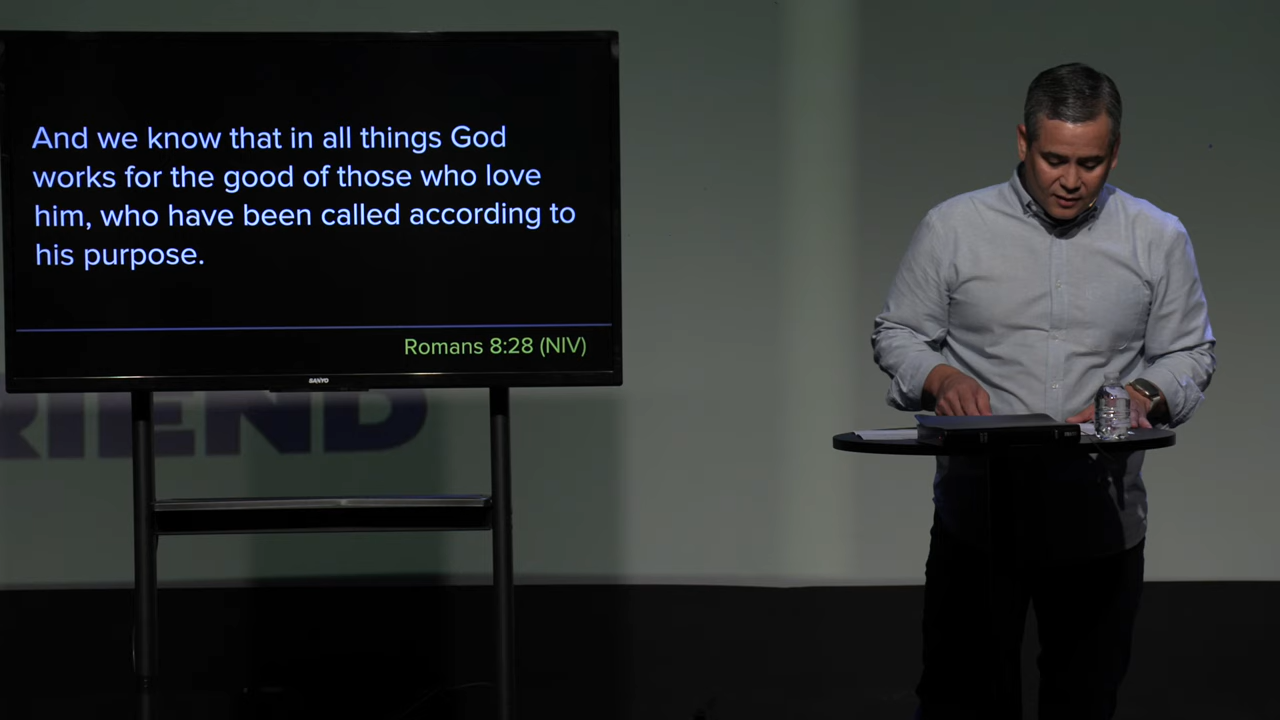 And we know that in all things God
works for the good of those who love
him, who have been called according to
his purpose.
Romans 8:28 (NIV)
SANYO
RIEND